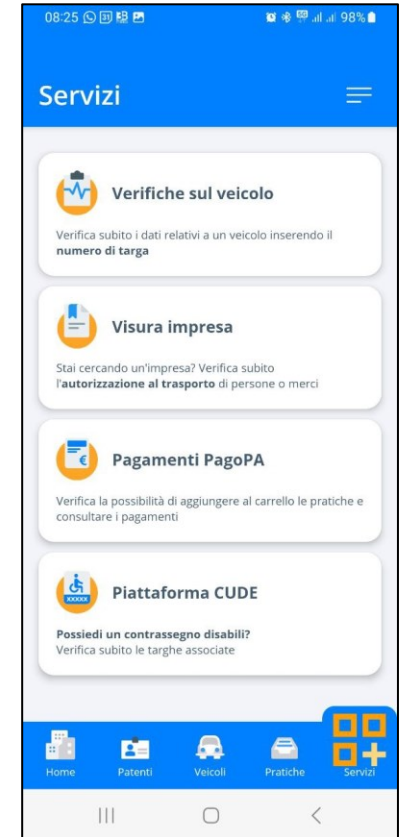 08:25 31 98%
Servizi
Verifiche sul veicolo
Verifica subito i dati relativi a un veicolo inserendo il
numero di targa
Visura impresa
Stai cercando un'impresa? Verifica subito
l'autorizzazione al trasporto di persone o merci
Pagamenti PagoPA
Verifica la possibilità di aggiungere al carrello le pratiche e
consultare i pagamenti
XXXXX
Piattaforma CUDE
Possiedi un contrassegno disabili?
Verifica subito le targhe associate
Home Patenti Veicoli Pratiche Servizi